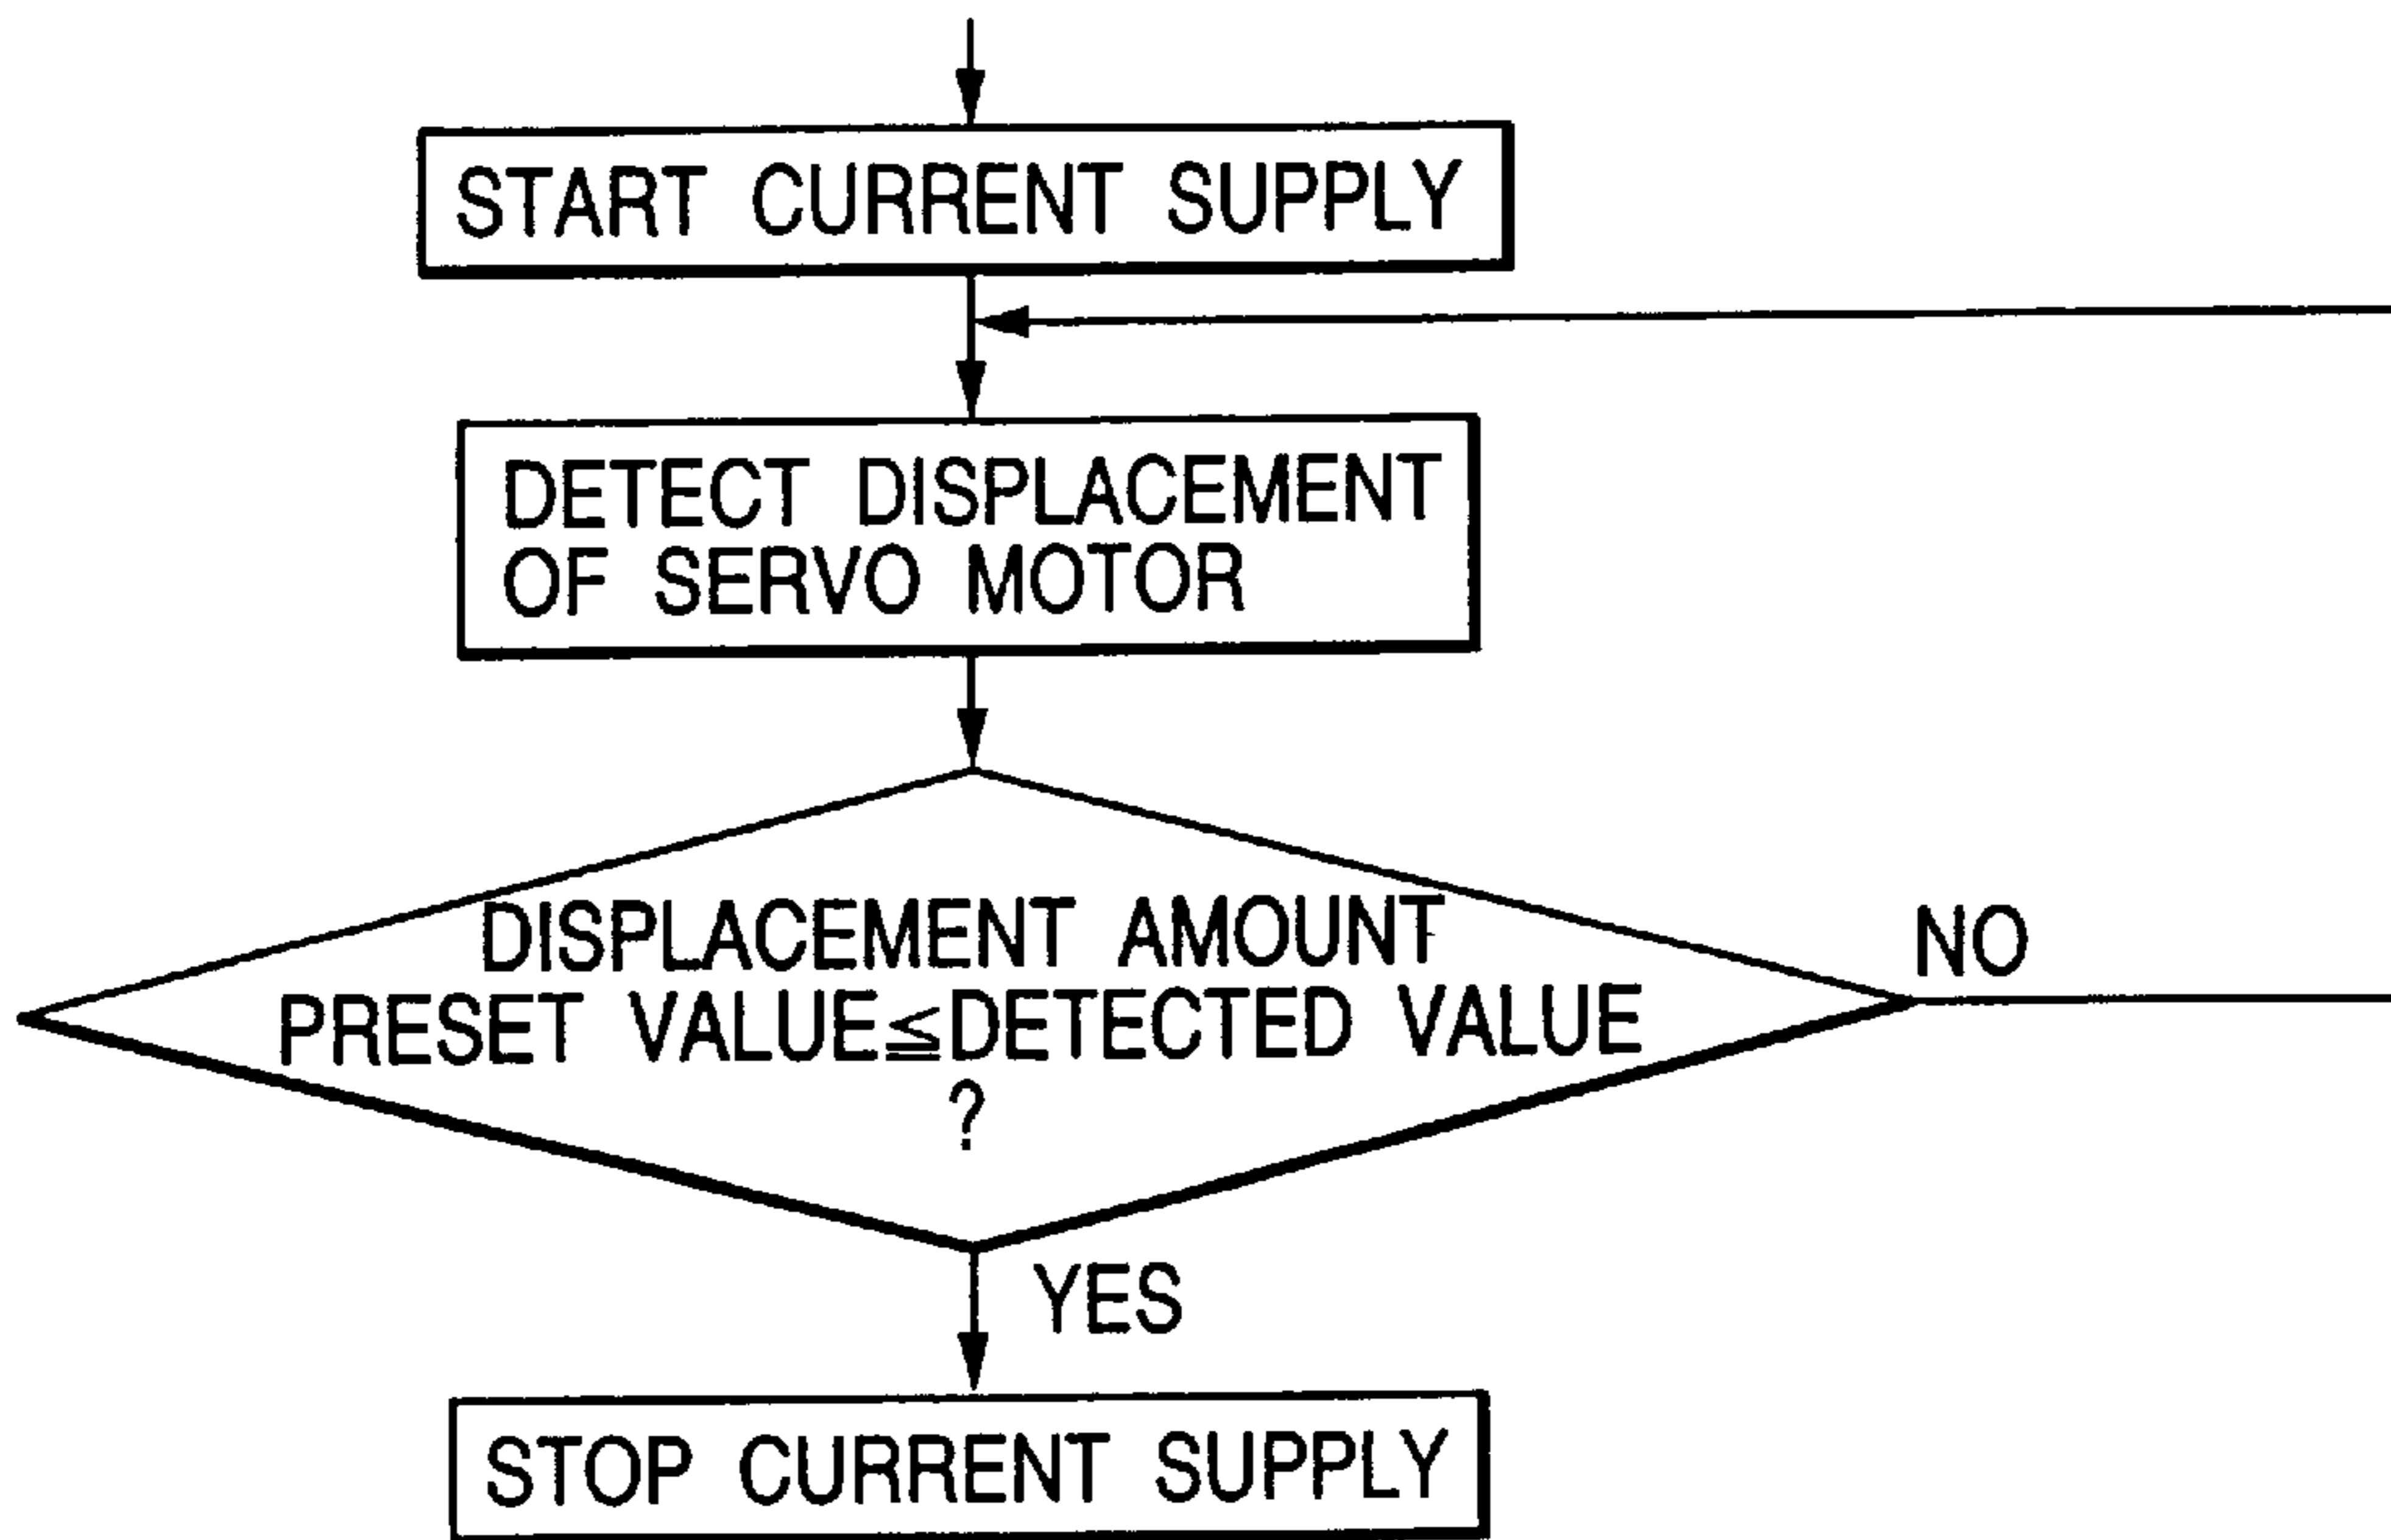 START CURRENT SUPPLY
DETECT DISPLACEMENT
OF SERVO MOTOR
DISPLACEMENT AMOUNT
NO
PRESET VALUE≦DETECTED VALUE
?
YES
STOP CURRENT SUPPLY